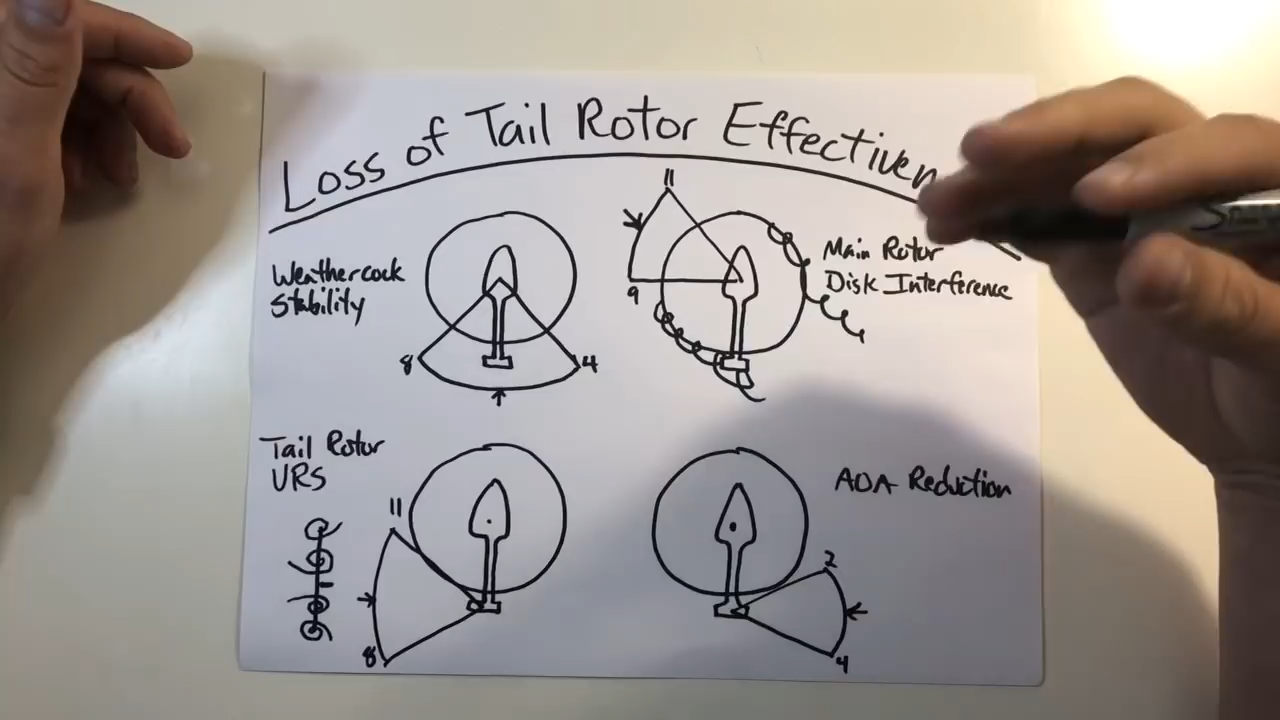 Loss of Tail Rotor Effectiven
Weathercock
Stability
8
4
11
9
Main Rotor
Disk Interference
Tail Rotor
VRS
11
8
AOA Reduction
2
4